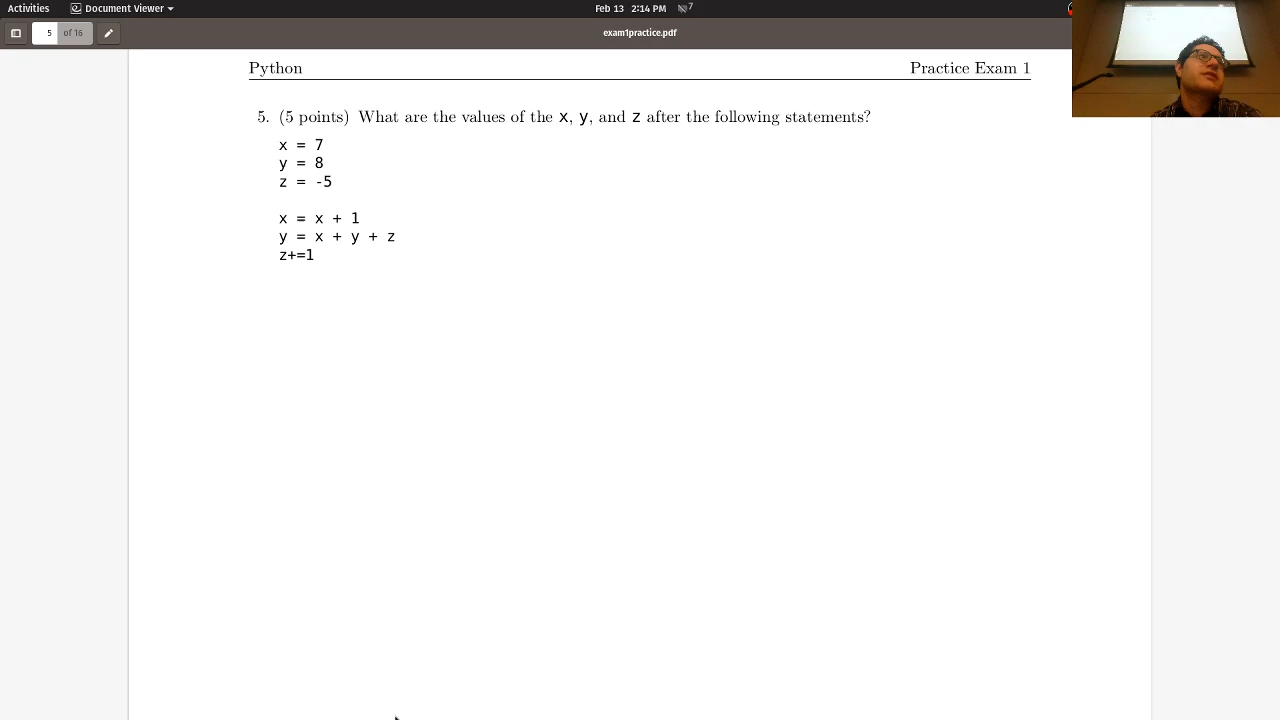 Activities Document Viewer Feb 13 2:14 PM 7
5 of 16 exam1practice.pdf
Python Practice Exam 1
5. (5 points) What are the values of the x, y, and z after the following statements?
x = 7
y = 8
z = -5
x = x + 1
y = x + y + z
z+=1